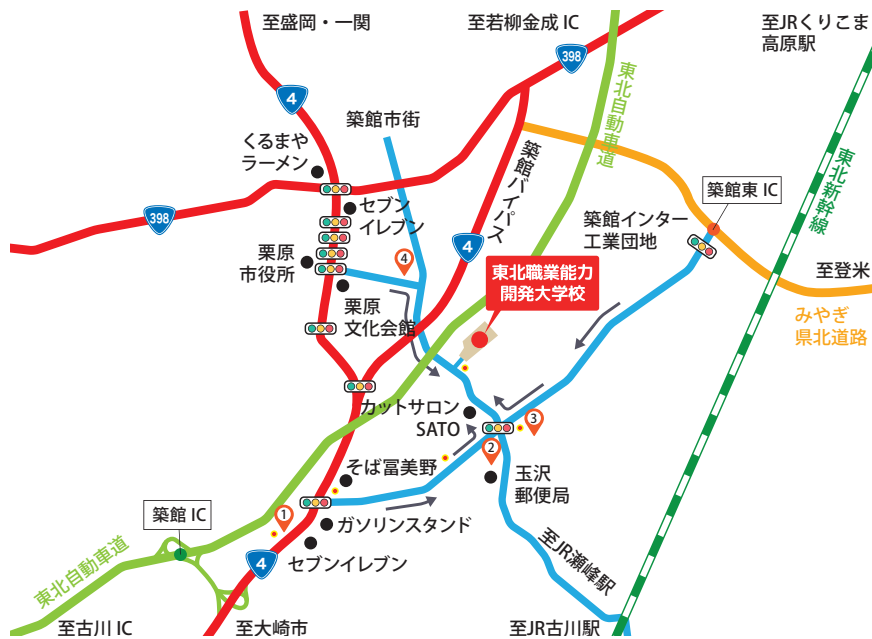 至盛岡・一関
至若柳金成 IC
至JRくりこま
高原駅
398
4
築館市街
くるまや
ラーメン
東北自動車道
築館バイパス
東北新幹線
築館東 IC
セブン
イレブン
398
築館インター
工業団地
4
栗原
市役所
4
東北職業能力
開発大学校
至登米
栗原
文化会館
みやぎ
県北道路
カットサロン
SATO
3
2
そば冨美野
玉沢
郵便局
1
築館 IC
ガソリンスタンド
セブンイレブン
4
東北自動車道
至JR瀬峰駅
至古川 IC
至大崎市
至JR古川駅